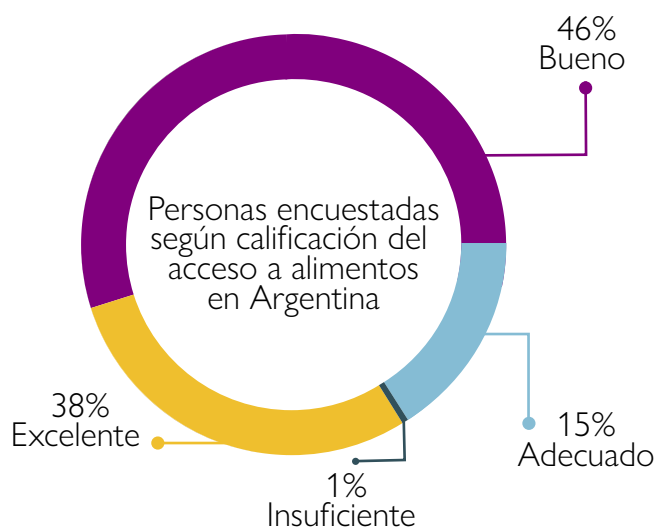 46%
Bueno
Personas encuestadas
según calificación del
acceso a alimentos
en Argentina
38%
Excelente
15%
Adecuado
1%
Insuficiente